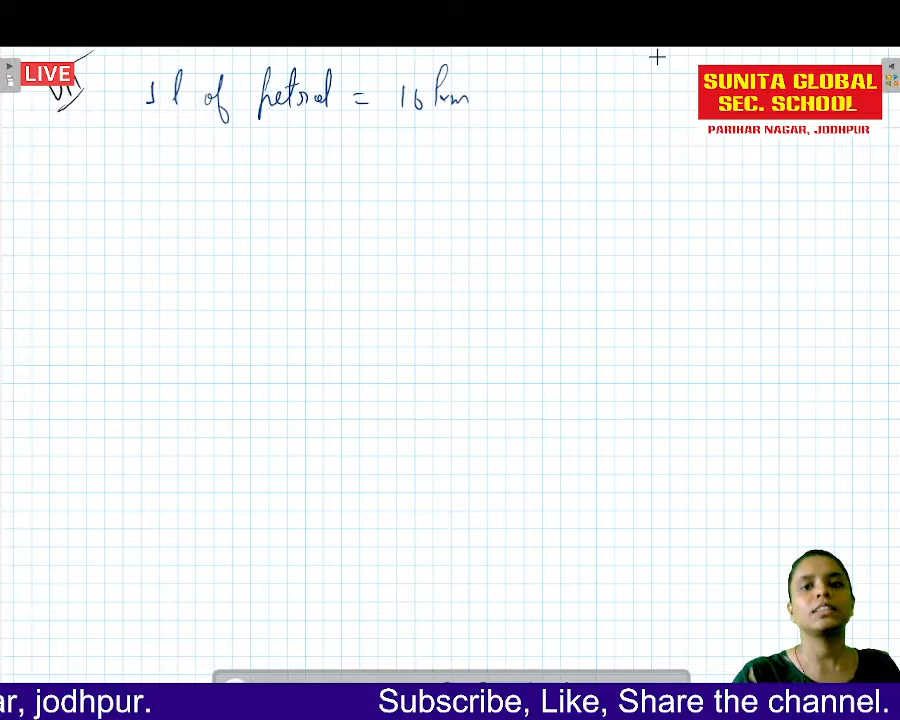 LIVE
VII)
1 l of petrol = 16 km
SUNITA GLOBAL
SEC. SCHOOL
PARIHAR NAGAR, JODHPUR
ar, jodhpur.
Subscribe, Like, Share the channel.